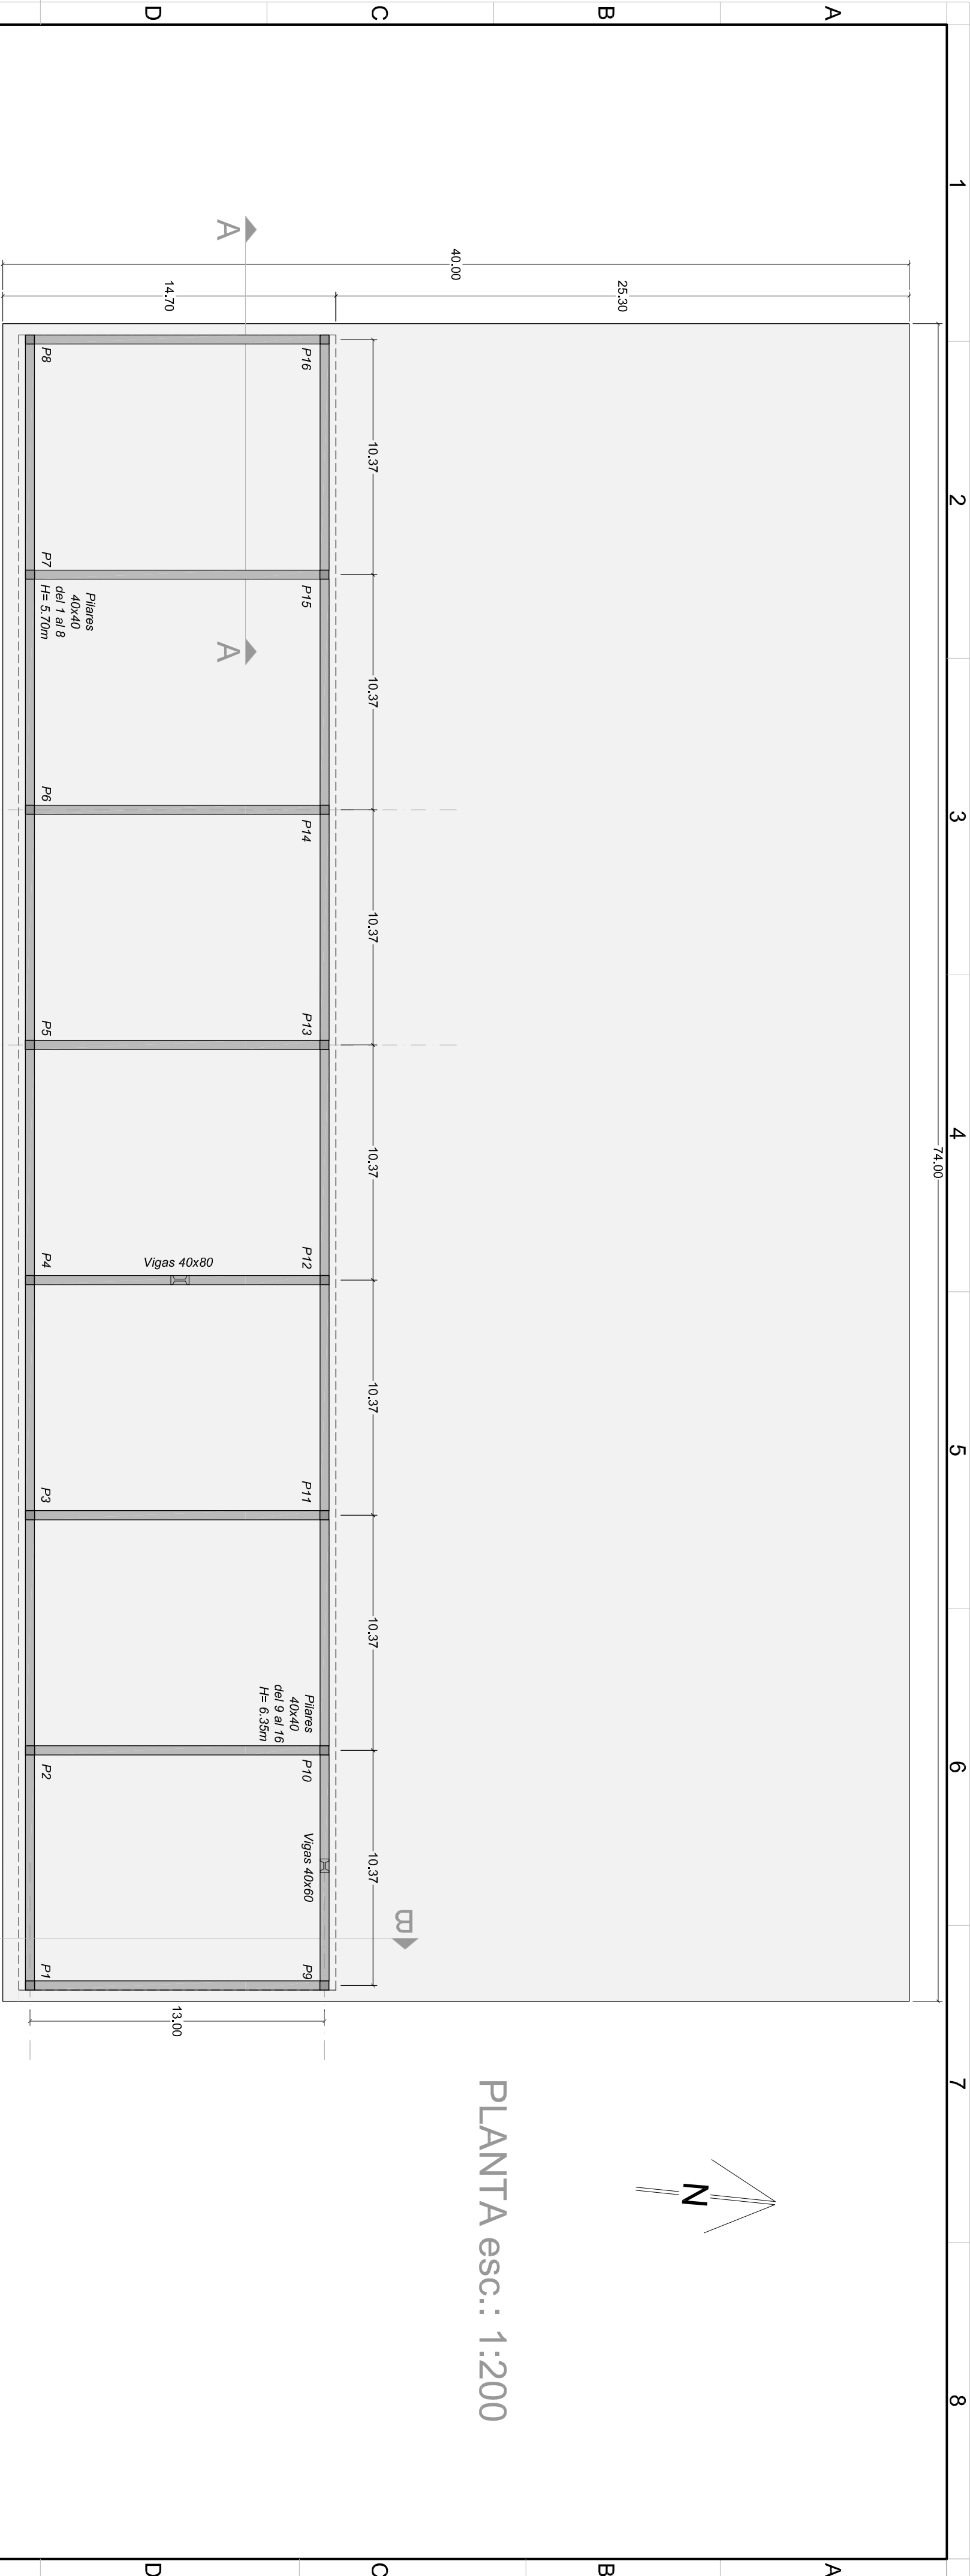 1
2
3
4
5
6
7
8
A
B
C
D
A
B
C
D
74.00
40.00
25.30
14.70
10.37
10.37
10.37
10.37
10.37
10.37
10.37
13.00
A
A
B
P16
P15
P14
P13
P12
P11
P10
P9
Pilares
40x40
del 9 al 16
H= 6.35m
Vigas 40x60
Vigas 40x80
P8
P7
P6
P5
P4
P3
P2
P1
Pilares
40x40
del 1 al 8
H= 5.70m
N
PLANTA esc.: 1:200